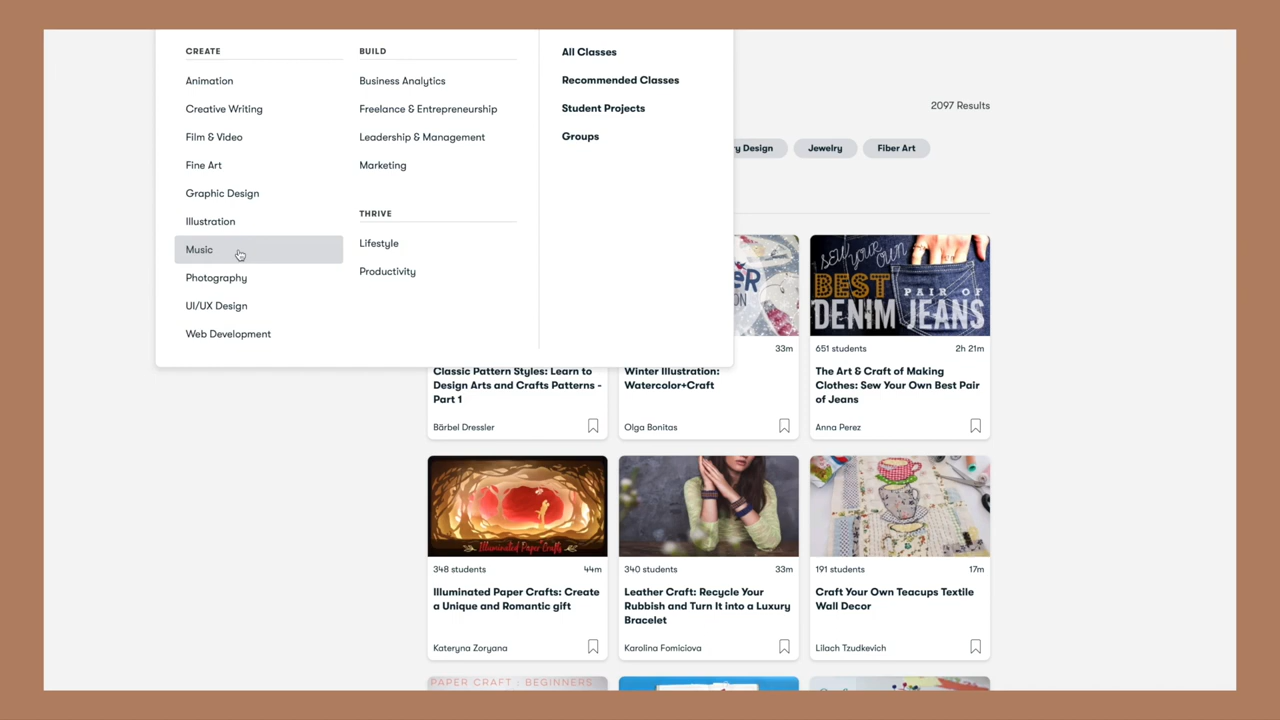 CREATE
Animation
Creative Writing
Film & Video
Fine Art
Graphic Design
Illustration
Music
Photography
UI/UX Design
Web Development
BUILD
Business Analytics
Freelance & Entrepreneurship
Leadership & Management
Marketing
THRIVE
Lifestyle
Productivity
All Classes
Recommended Classes
Student Projects
Groups
2097 Results
Design
Jewelry
Fiber Art
Classic Pattern Styles: Learn to
Design Arts and Crafts Patterns -
Part 1
Bärbel Dressler
33m
Winter Illustration:
Watercolor+Craft
Olga Bonitas
sew your own
BEST
PAIR OF
DENIM JEANS
651 students
2h 21m
The Art & Craft of Making
Clothes: Sew Your Own Best Pair
of Jeans
Anna Perez
Illuminated Paper Crafts
348 students
44m
Illuminated Paper Crafts: Create
a Unique and Romantic gift
Kateryna Zoryana
340 students
33m
Leather Craft: Recycle Your
Rubbish and Turn It into a Luxury
Bracelet
Karolina Fomiciova
191 students
17m
Craft Your Own Teacups Textile
Wall Decor
Lilach Tzudkevich
PAPER CRAFT : BEGINNERS